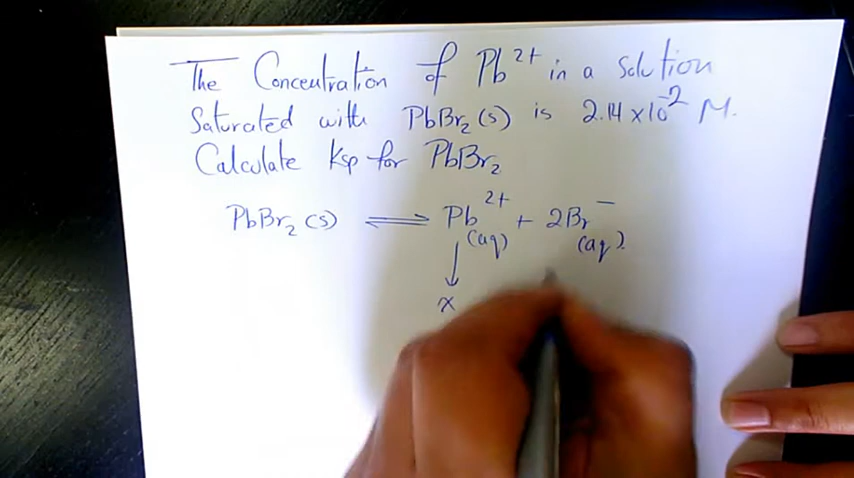 The Concentration of Pb²⁺ in a Solution
Saturated with PbBr₂(s) is 2.14×10⁻² M.
Calculate Ksp for PbBr₂
PbBr₂(s) ⇌ Pb²⁺(aq) + 2Br⁻(aq).
↓
x